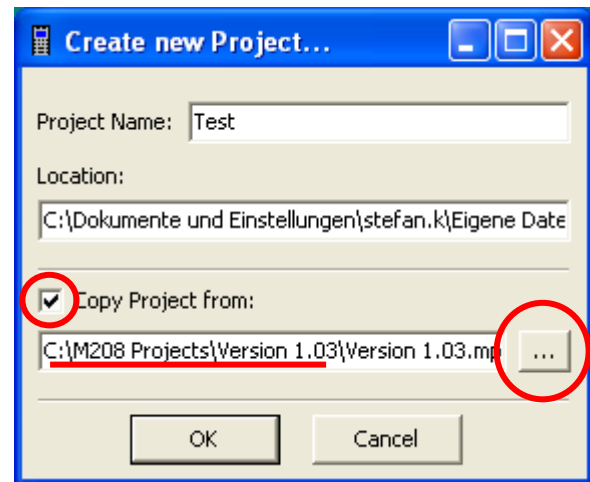 Create new Project...
Project Name: Test
Location:
C:\Dokumente und Einstellungen\stefan.k\Eigene Date
Copy Project from:
C:\M208 Projects\Version 1.03\Version 1.03.mp ...
OK Cancel